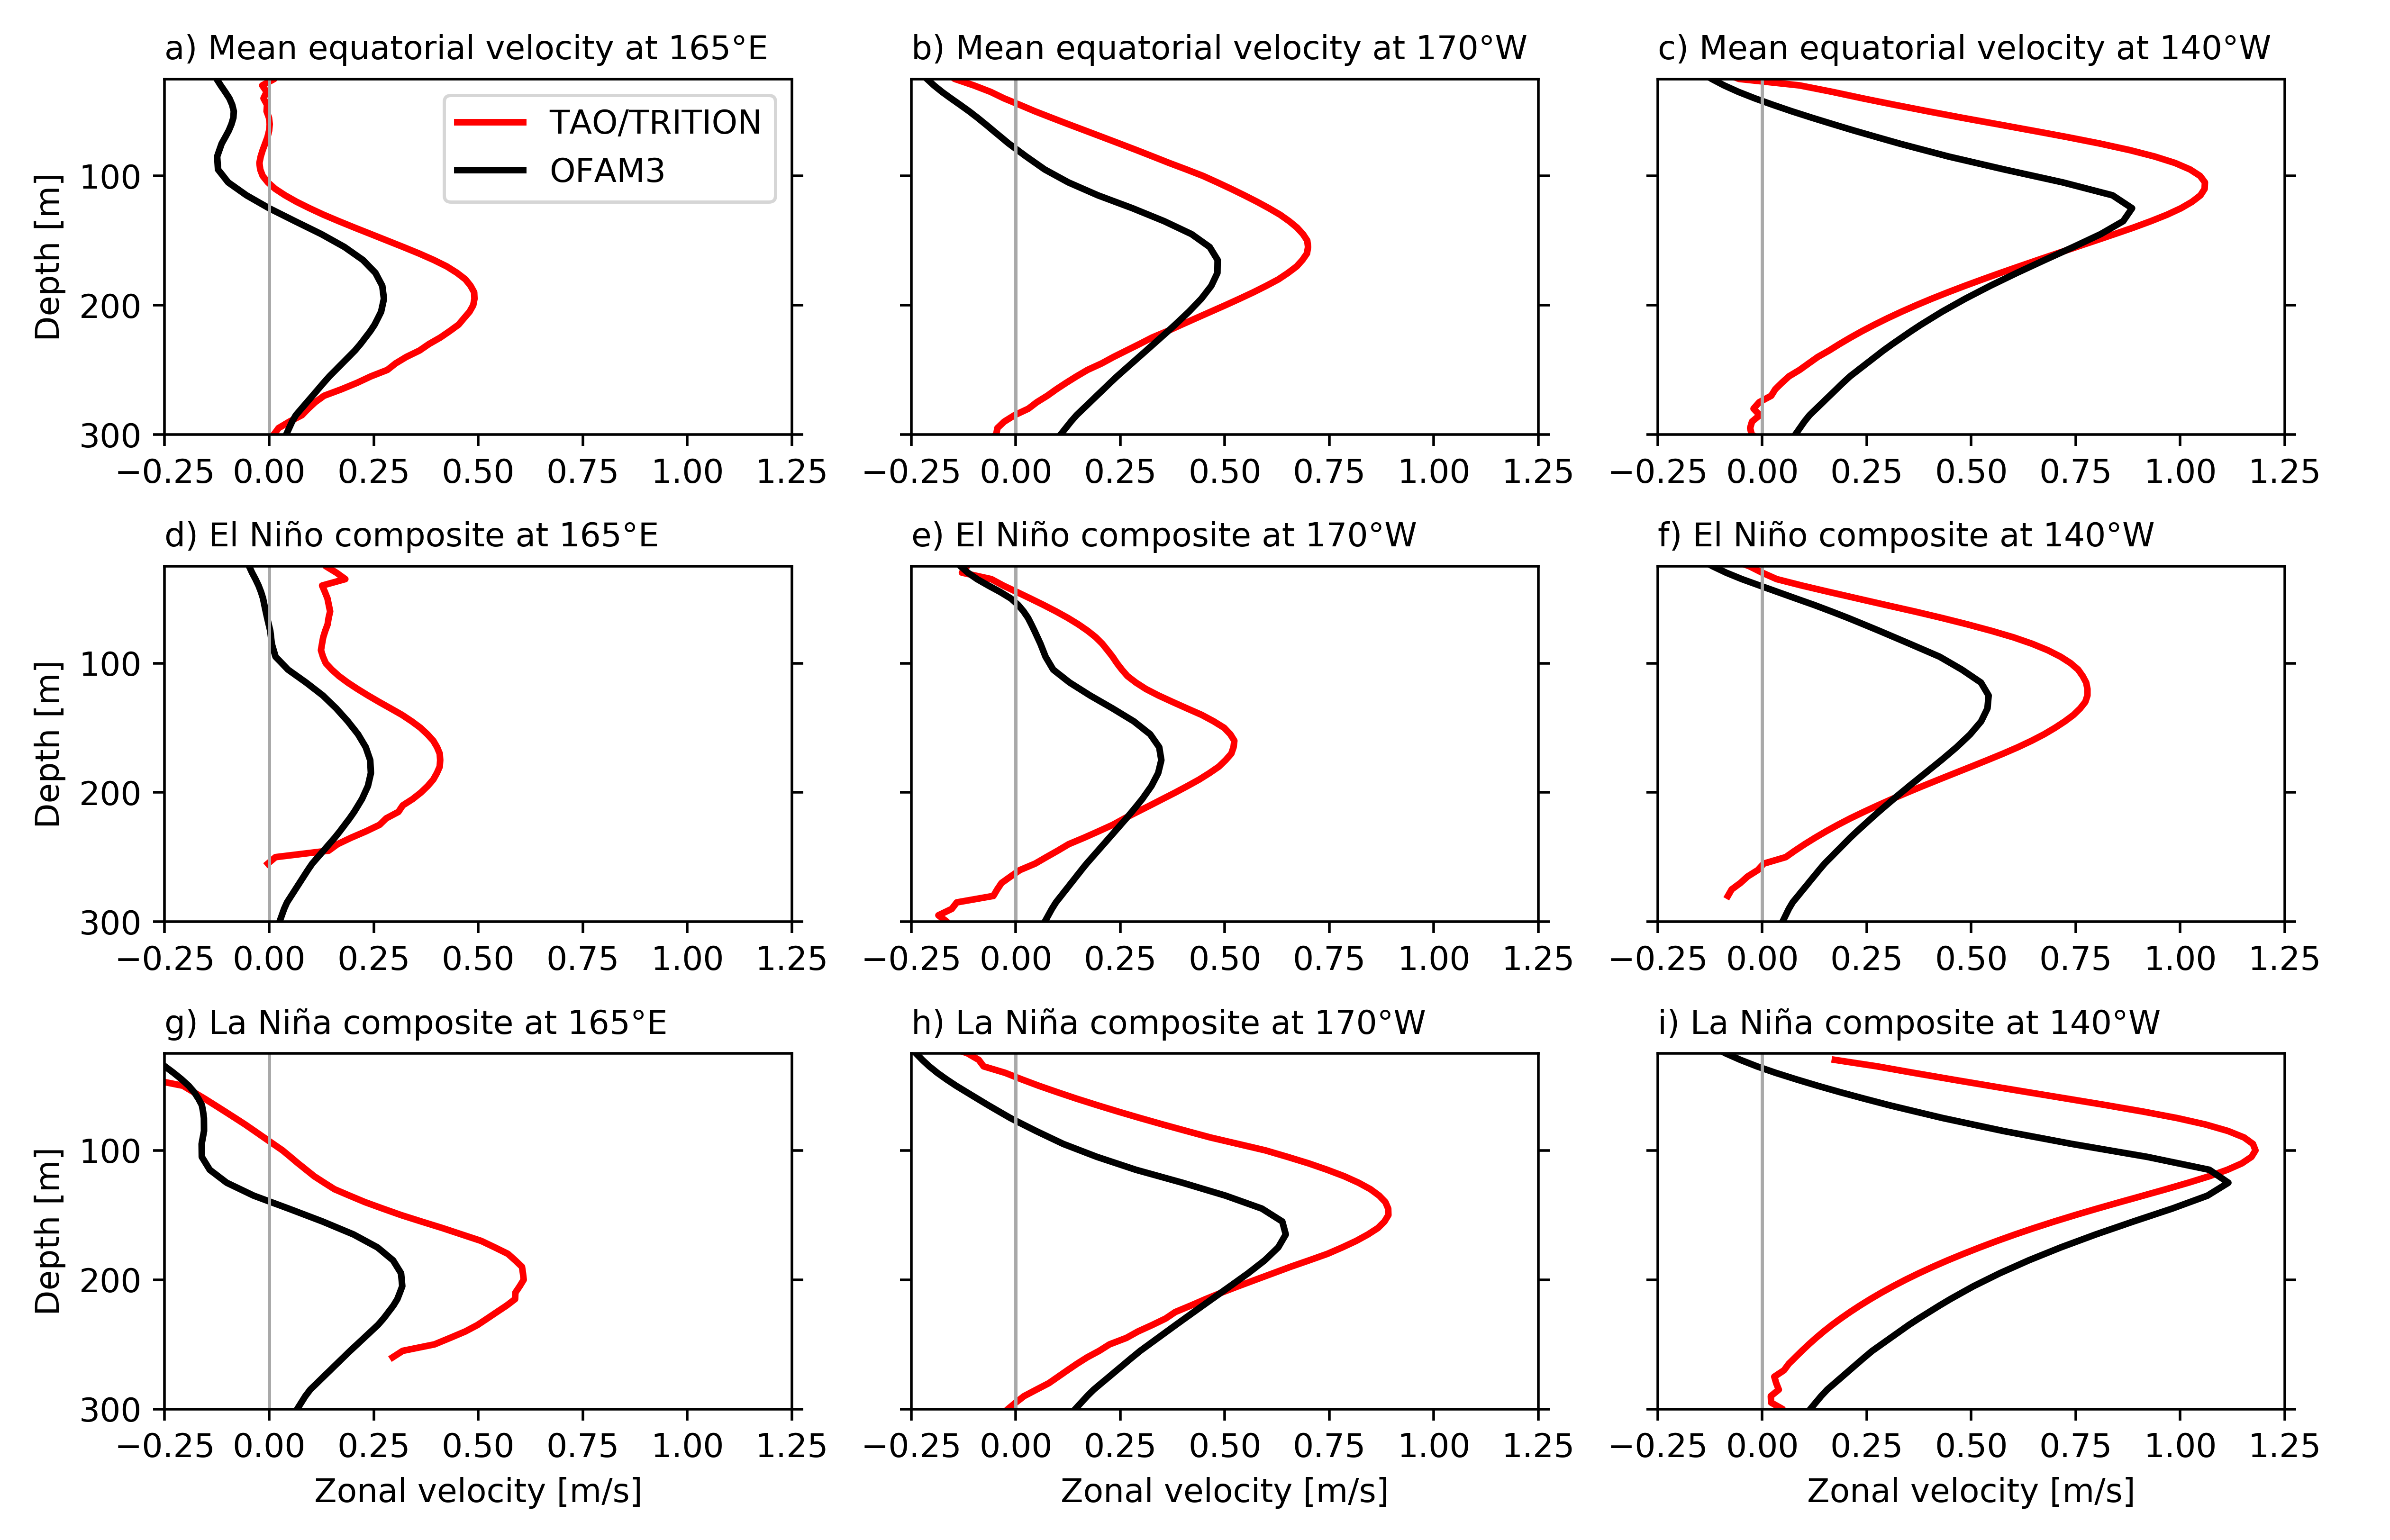 a) Mean equatorial velocity at 165°E
b) Mean equatorial velocity at 170°W
c) Mean equatorial velocity at 140°W
TAO/TRITION
OFAM3
Depth [m]
100
200
300
−0.25 0.00 0.25 0.50 0.75 1.00 1.25
−0.25 0.00 0.25 0.50 0.75 1.00 1.25
−0.25 0.00 0.25 0.50 0.75 1.00 1.25
d) El Niño composite at 165°E
e) El Niño composite at 170°W
f) El Niño composite at 140°W
Depth [m]
100
200
300
−0.25 0.00 0.25 0.50 0.75 1.00 1.25
−0.25 0.00 0.25 0.50 0.75 1.00 1.25
−0.25 0.00 0.25 0.50 0.75 1.00 1.25
g) La Niña composite at 165°E
h) La Niña composite at 170°W
i) La Niña composite at 140°W
Depth [m]
100
200
300
−0.25 0.00 0.25 0.50 0.75 1.00 1.25
−0.25 0.00 0.25 0.50 0.75 1.00 1.25
−0.25 0.00 0.25 0.50 0.75 1.00 1.25
Zonal velocity [m/s]
Zonal velocity [m/s]
Zonal velocity [m/s]